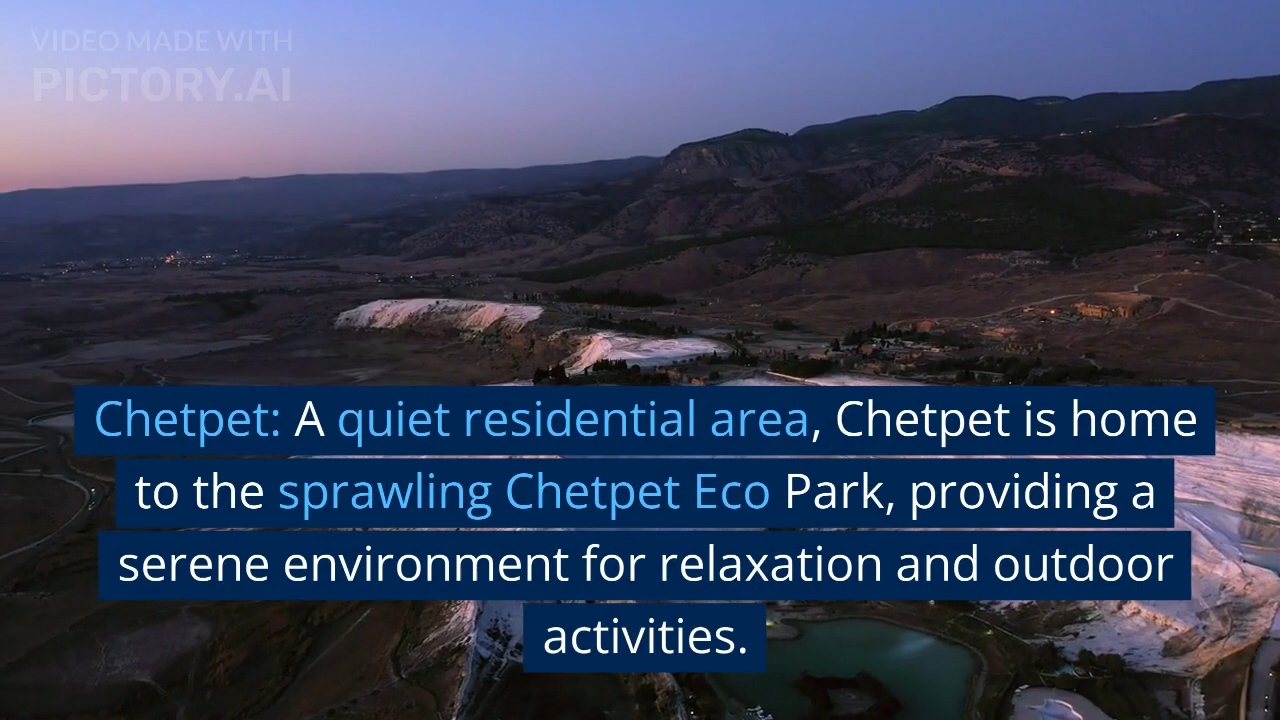 VIDEO MADE WITH
PICTORY.AI
Chetpet: A quiet residential area, Chetpet is home
to the sprawling Chetpet Eco Park, providing a
serene environment for relaxation and outdoor
activities.